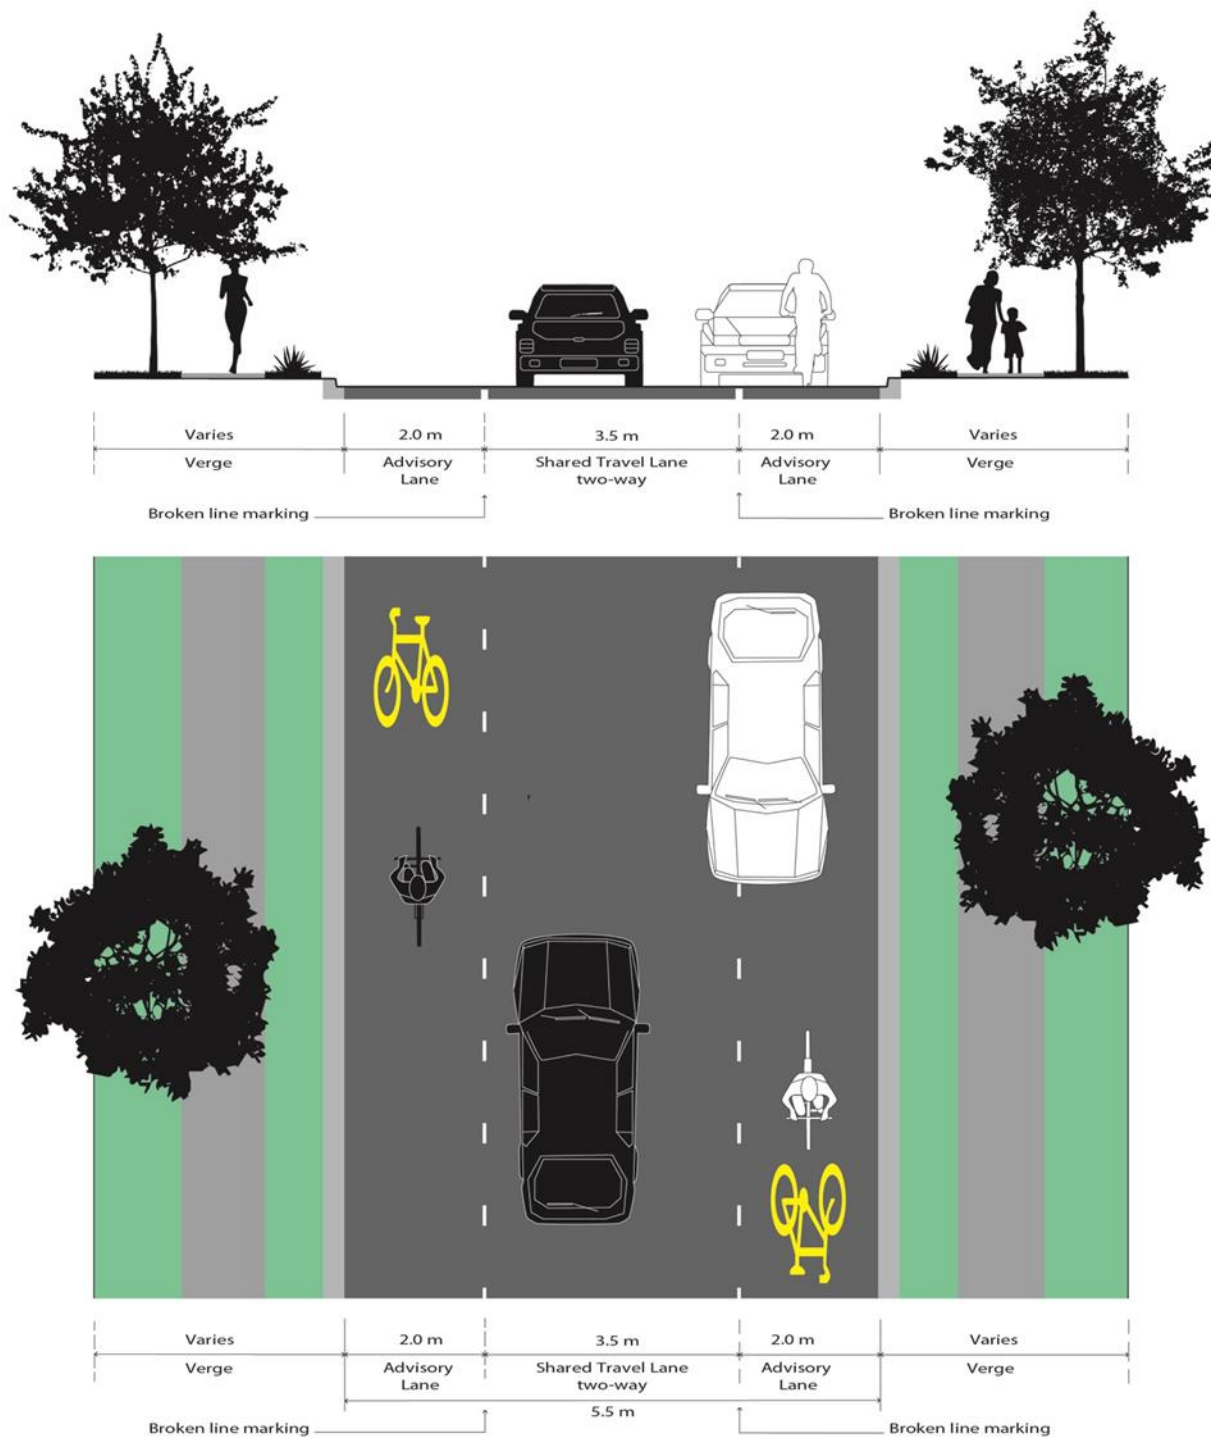 Varies 2.0 m 3.5 m 2.0 m Varies
Verge Advisory Shared Travel Lane Advisory Verge
Lane two-way Lane
Broken line marking Broken line marking
Varies 2.0 m 3.5 m 2.0 m Varies
Verge Advisory Shared Travel Lane Advisory Verge
Lane two-way Lane
5.5 m
Broken line marking Broken line marking